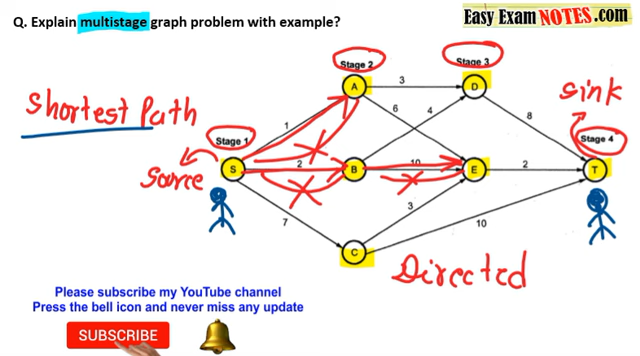 Q. Explain multistage graph problem with example?
Easy Exam NOTES.com
Stage 2
Stage 3
A
3
D
Shortest Path
1
6
4
8
Sink
Stage 1
Stage 4
S
2
B
10
E
2
T
Source
7
3
10
C
Directed
Please subscribe my YouTube channel
Press the bell icon and never miss any update
SUBSCRIBE